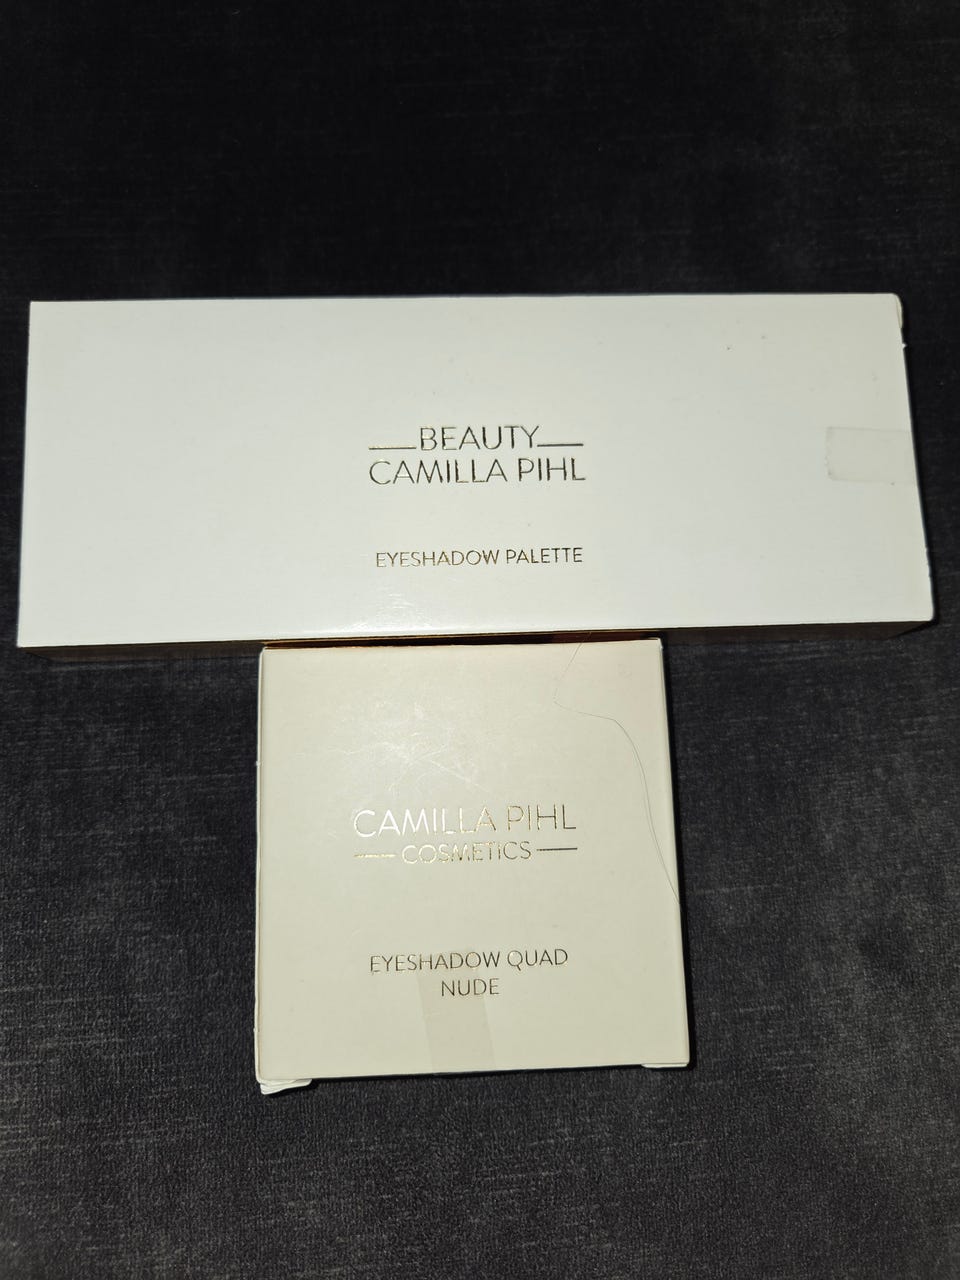 BEAUTY
CAMILLA PIHL
EYESHADOW PALETTE
CAMILLA PIHL
COSMETICS
EYESHADOW QUAD
NUDE